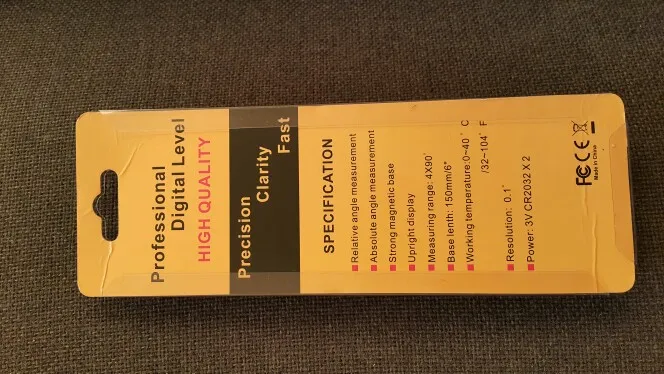 Professional
Digital Level
HIGH QUALITY
Precision
Clarity
Fast
SPECIFICATION
Relative angle measurement
Absolute angle measurement
Strong magnetic base
Upright display
Measuring range: 4X90°
Base lenth: 150mm/6"
Working temperature:0~40° C
/32~104° F
Resolution: 0.1°
Power: 3V CR2032 X 2
FC CE
Made in China